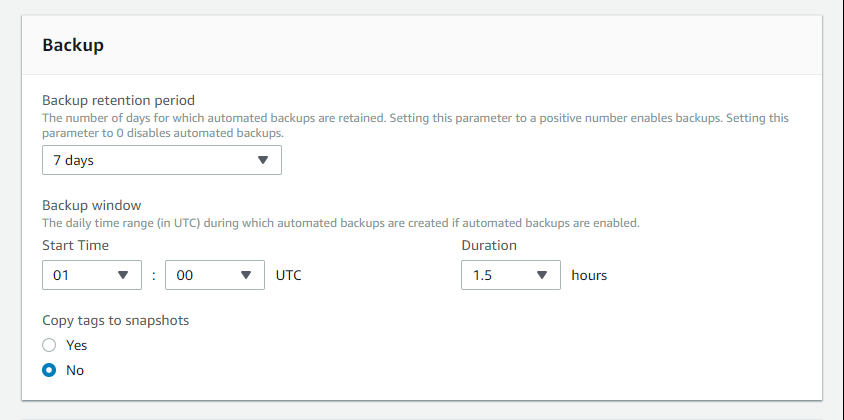 Backup
Backup retention period
The number of days for which automated backups are retained. Setting this parameter to a positive number enables backups. Setting this
parameter to 0 disables automated backups.
7 days
Backup window
The daily time range (in UTC) during which automated backups are created if automated backups are enabled.
Start Time Duration
01 : 00 UTC 1.5 hours
Copy tags to snapshots
Yes
No